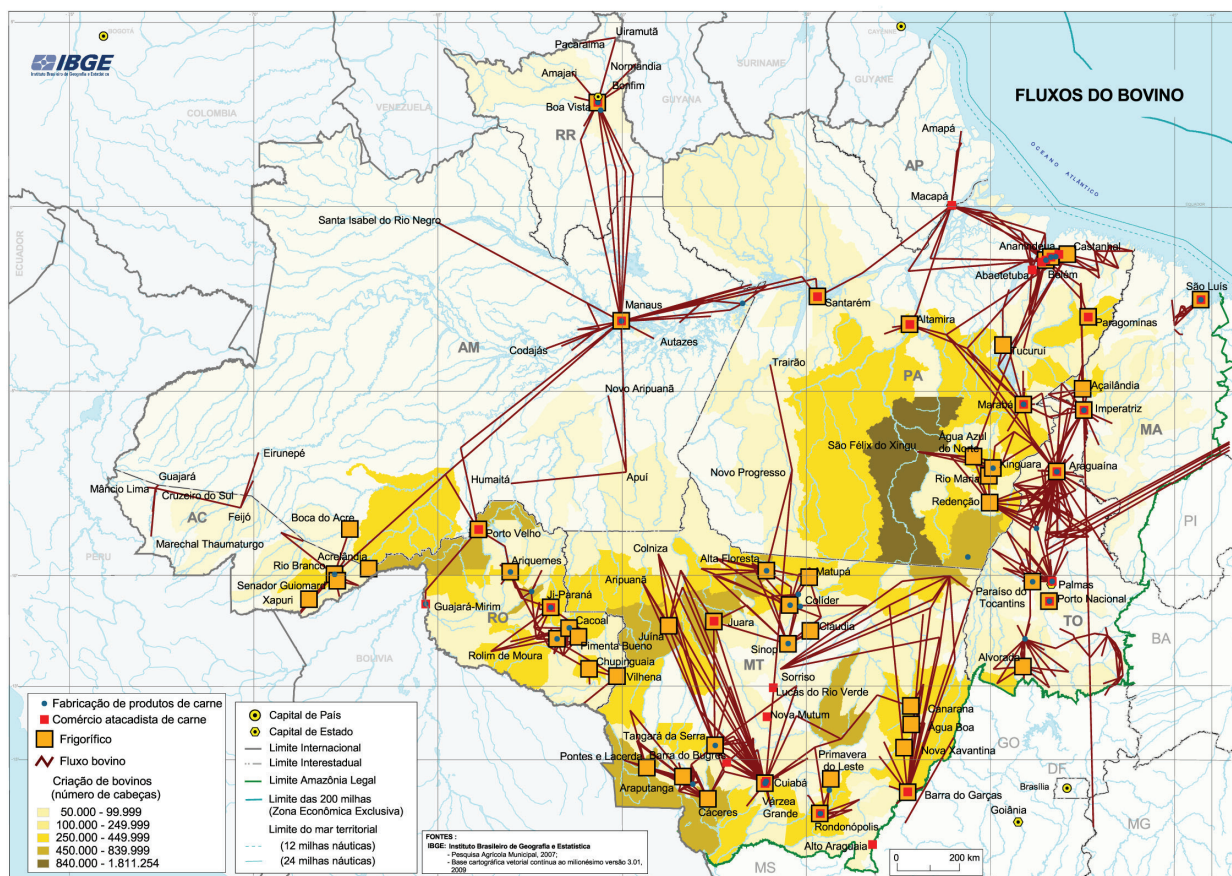 BOGOTÁ
CAYENNE
IBGE
Instituto Brasileiro de Geografia e Estatística
FLUXOS DO BOVINO
COLOMBIA
VENEZUELA
GUYANA
SURINAME
GUYANE
ECUADOR
PERU
BOLIVIA
OCEANO ATLÂNTICO
Uiramutã
Pacaraima
Normandia
Amajari
Bonfim
Boa Vista
RR
Amapá
AP
Macapá
Santa Isabel do Rio Negro
Ananindeua
Castanhal
Abaetetuba
Belém
São Luís
Santarém
Manaus
Altamira
Paragominas
AM
Codajás
Autazes
Tucuruí
Trairão
PA
Novo Aripuanã
Açailândia
Marabá
Imperatriz
MA
São Félix do Xingu
Água Azul
do Norte
Eirunepé
Xinguara
Araguaína
Guajará
Humaitá
Apuí
Novo Progresso
Rio Maria
Mâncio Lima
Cruzeiro do Sul
Redenção
AC
Feijó
Boca do Acre
Porto Velho
PI
Marechal Thaumaturgo
Acrelândia
Colniza
Alta Floresta
Matupá
Rio Branco
Ariquemes
Aripuanã
Senador Guiomard
Palmas
Paraíso do
Tocantins
Xapuri
Ji-Paraná
Colíder
Porto Nacional
Guajará-Mirim
RO
Cacoal
Juara
Cláudia
TO
BA
Juína
Pimenta Bueno
Rolim de Moura
Sinop
Chupinguaia
MT
Alvorada
Vilhena
Sorriso
Lucas do Rio Verde
Canarana
Nova Mutum
Água Boa
Tangará da Serra
GO
Pontes e Lacerda
Barra do Bugres
Primavera
do Leste
Nova Xavantina
DF
Araputanga
Cuiabá
Brasília
Várzea
Grande
Barra do Garças
Cáceres
Goiânia
Rondonópolis
MG
Alto Araguaia
MS
Fabricação de produtos de carne
Comércio atacadista de carne
Frigorífico
Fluxo bovino
Criação de bovinos
(número de cabeças)
50.000 - 99.999
100.000 - 249.999
250.000 - 449.999
450.000 - 839.999
840.000 - 1.811.254
Capital de País
Capital de Estado
Limite Internacional
Limite Interestadual
Limite Amazônia Legal
Limite das 200 milhas
(Zona Econômica Exclusiva)
Limite do mar territorial
(12 milhas náuticas)
(24 milhas náuticas)
FONTES :
IBGE: Instituto Brasileiro de Geografia e Estatística
- Pesquisa Agrícola Municipal, 2007;
- Base cartográfica vetorial contínua ao milionésimo versão 3.01,
2009
0 200 km